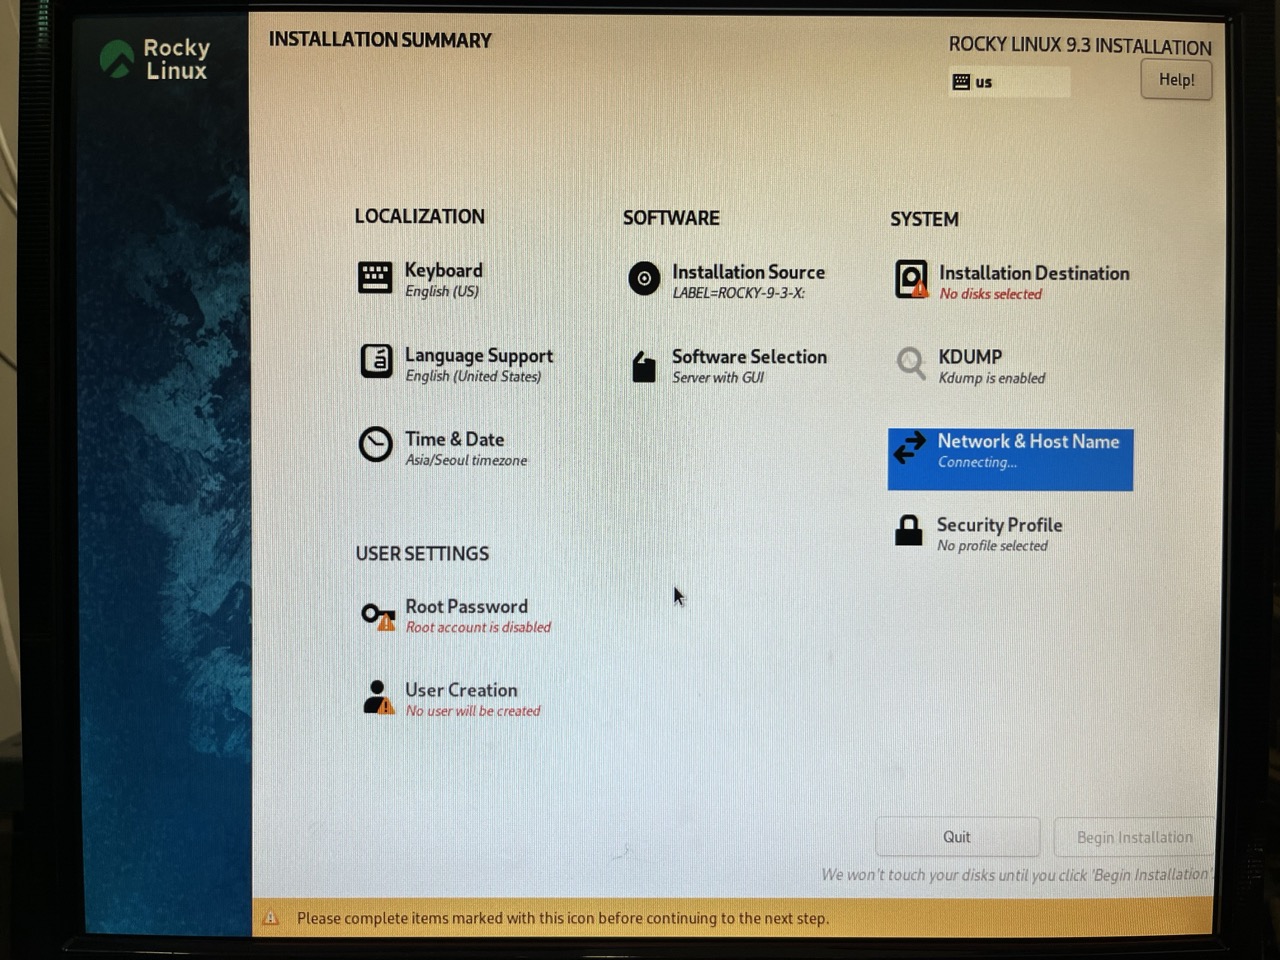 Rocky
Linux
INSTALLATION SUMMARY
ROCKY LINUX 9.3 INSTALLATION
us
Help!
LOCALIZATION
Keyboard
English (US)
Language Support
English (United States)
Time & Date
Asia/Seoul timezone
SOFTWARE
Installation Source
LABEL=ROCKY-9-3-X:
Software Selection
Server with GUI
SYSTEM
Installation Destination
No disks selected
KDUMP
Kdump is enabled
Network & Host Name
Connecting...
Security Profile
No profile selected
USER SETTINGS
Root Password
Root account is disabled
User Creation
No user will be created
Quit
Begin Installation
We won't touch your disks until you click 'Begin Installation'.
Please complete items marked with this icon before continuing to the next step.